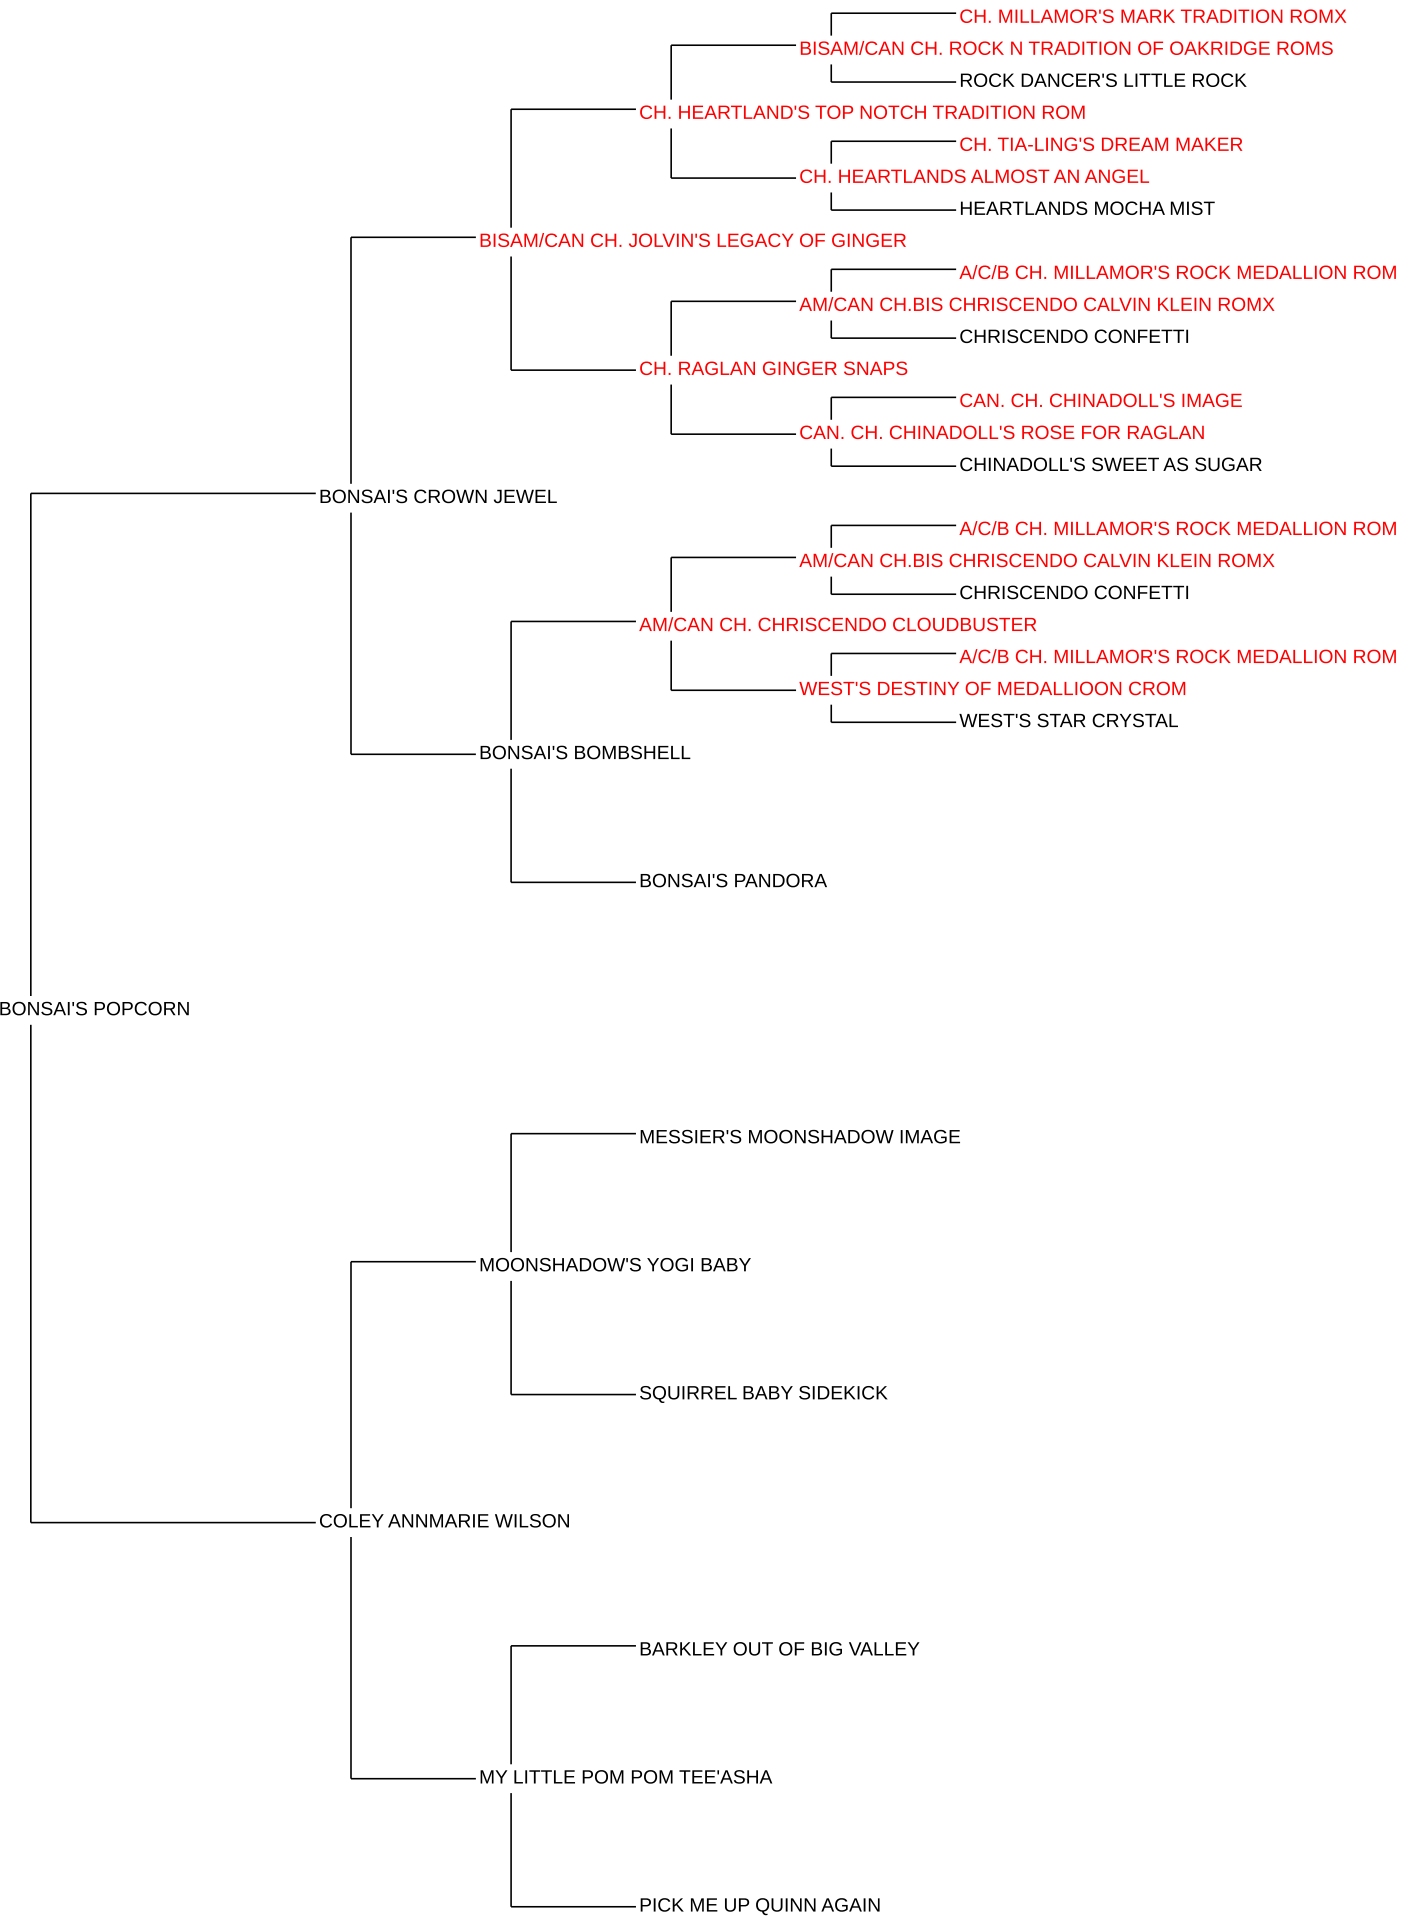 CH. MILLAMOR'S MARK TRADITION ROMX
BISAM/CAN CH. ROCK N TRADITION OF OAKRIDGE ROMS
ROCK DANCER'S LITTLE ROCK
CH. HEARTLAND'S TOP NOTCH TRADITION ROM
CH. TIA-LING'S DREAM MAKER
CH. HEARTLANDS ALMOST AN ANGEL
HEARTLANDS MOCHA MIST
BISAM/CAN CH. JOLVIN'S LEGACY OF GINGER
A/C/B CH. MILLAMOR'S ROCK MEDALLION ROM
AM/CAN CH.BIS CHRISCENDO CALVIN KLEIN ROMX
CHRISCENDO CONFETTI
CH. RAGLAN GINGER SNAPS
CAN. CH. CHINADOLL'S IMAGE
CAN. CH. CHINADOLL'S ROSE FOR RAGLAN
CHINADOLL'S SWEET AS SUGAR
BONSAI'S CROWN JEWEL
A/C/B CH. MILLAMOR'S ROCK MEDALLION ROM
AM/CAN CH.BIS CHRISCENDO CALVIN KLEIN ROMX
CHRISCENDO CONFETTI
AM/CAN CH. CHRISCENDO CLOUDBUSTER
A/C/B CH. MILLAMOR'S ROCK MEDALLION ROM
WEST'S DESTINY OF MEDALLIOON CROM
WEST'S STAR CRYSTAL
BONSAI'S BOMBSHELL
BONSAI'S PANDORA
BONSAI'S POPCORN
MESSIER'S MOONSHADOW IMAGE
MOONSHADOW'S YOGI BABY
SQUIRREL BABY SIDEKICK
COLEY ANNMARIE WILSON
BARKLEY OUT OF BIG VALLEY
MY LITTLE POM POM TEE'ASHA
PICK ME UP QUINN AGAIN